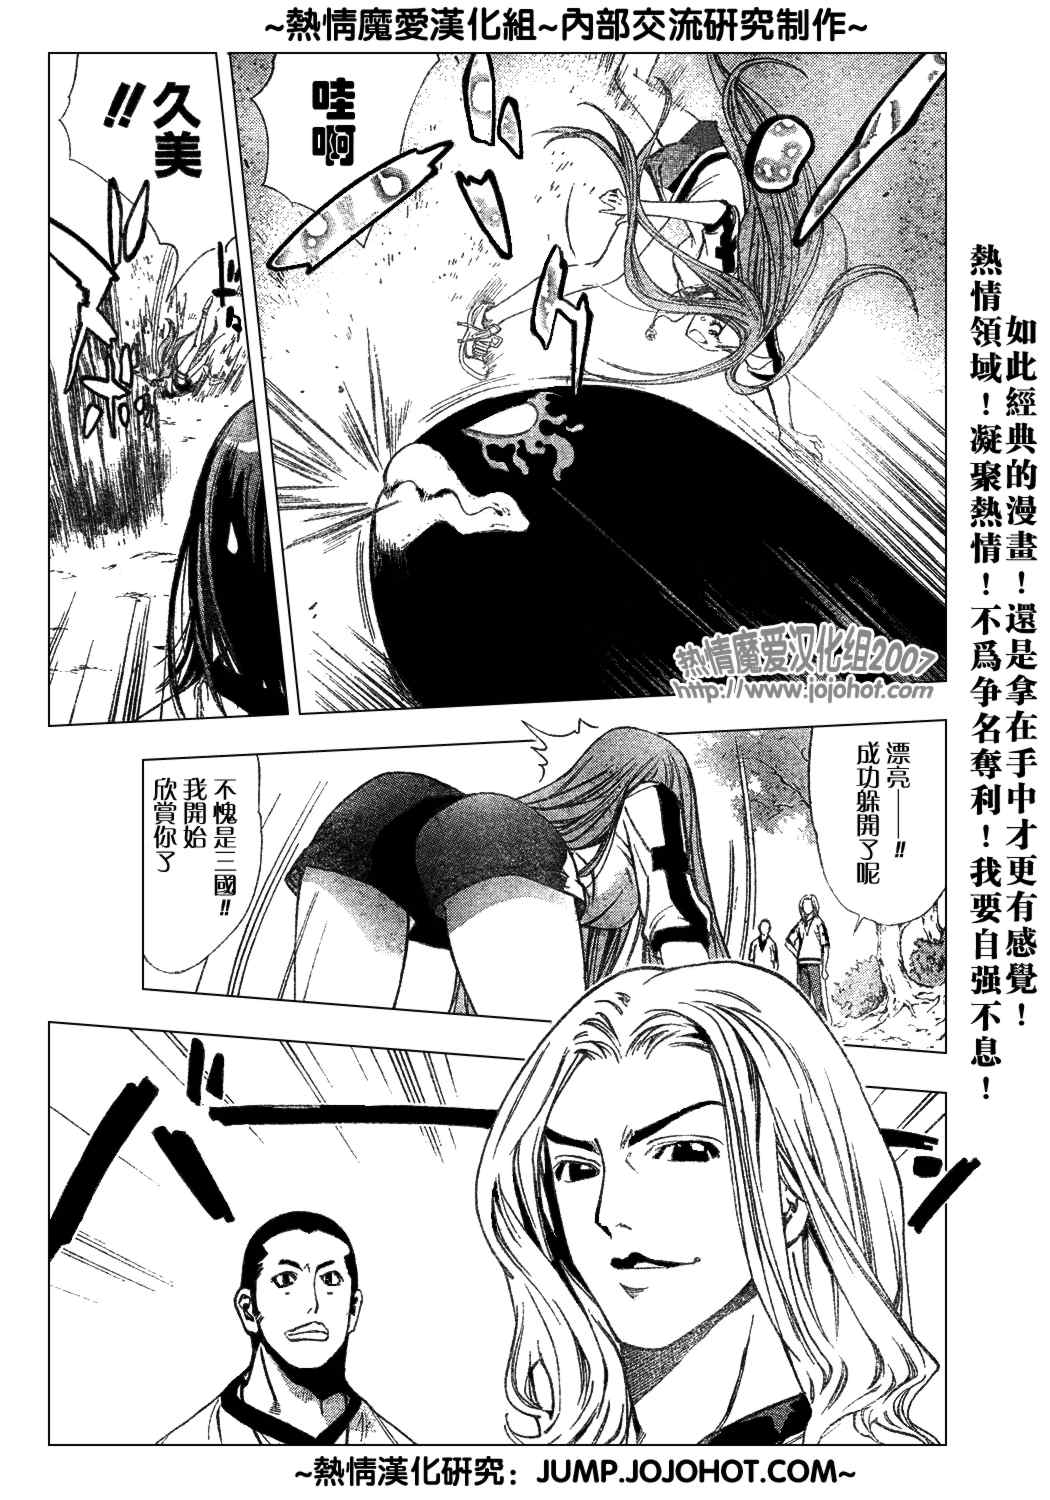 ~熱情魔愛漢化組~內部交流研究制作~
哇啊
久美!!
熱情魔爱汉化组2007
http://www.jojohot.com
漂亮——!!
成功躲開了呢
不愧是三國!!
我開始
欣賞你了
如此經典的漫畫！還是拿在手中才更有感覺！
熱情領域！凝聚熱情！不爲争名奪利！我要自强不息！
~熱情漢化研究：JUMP.JOJOHOT.COM~